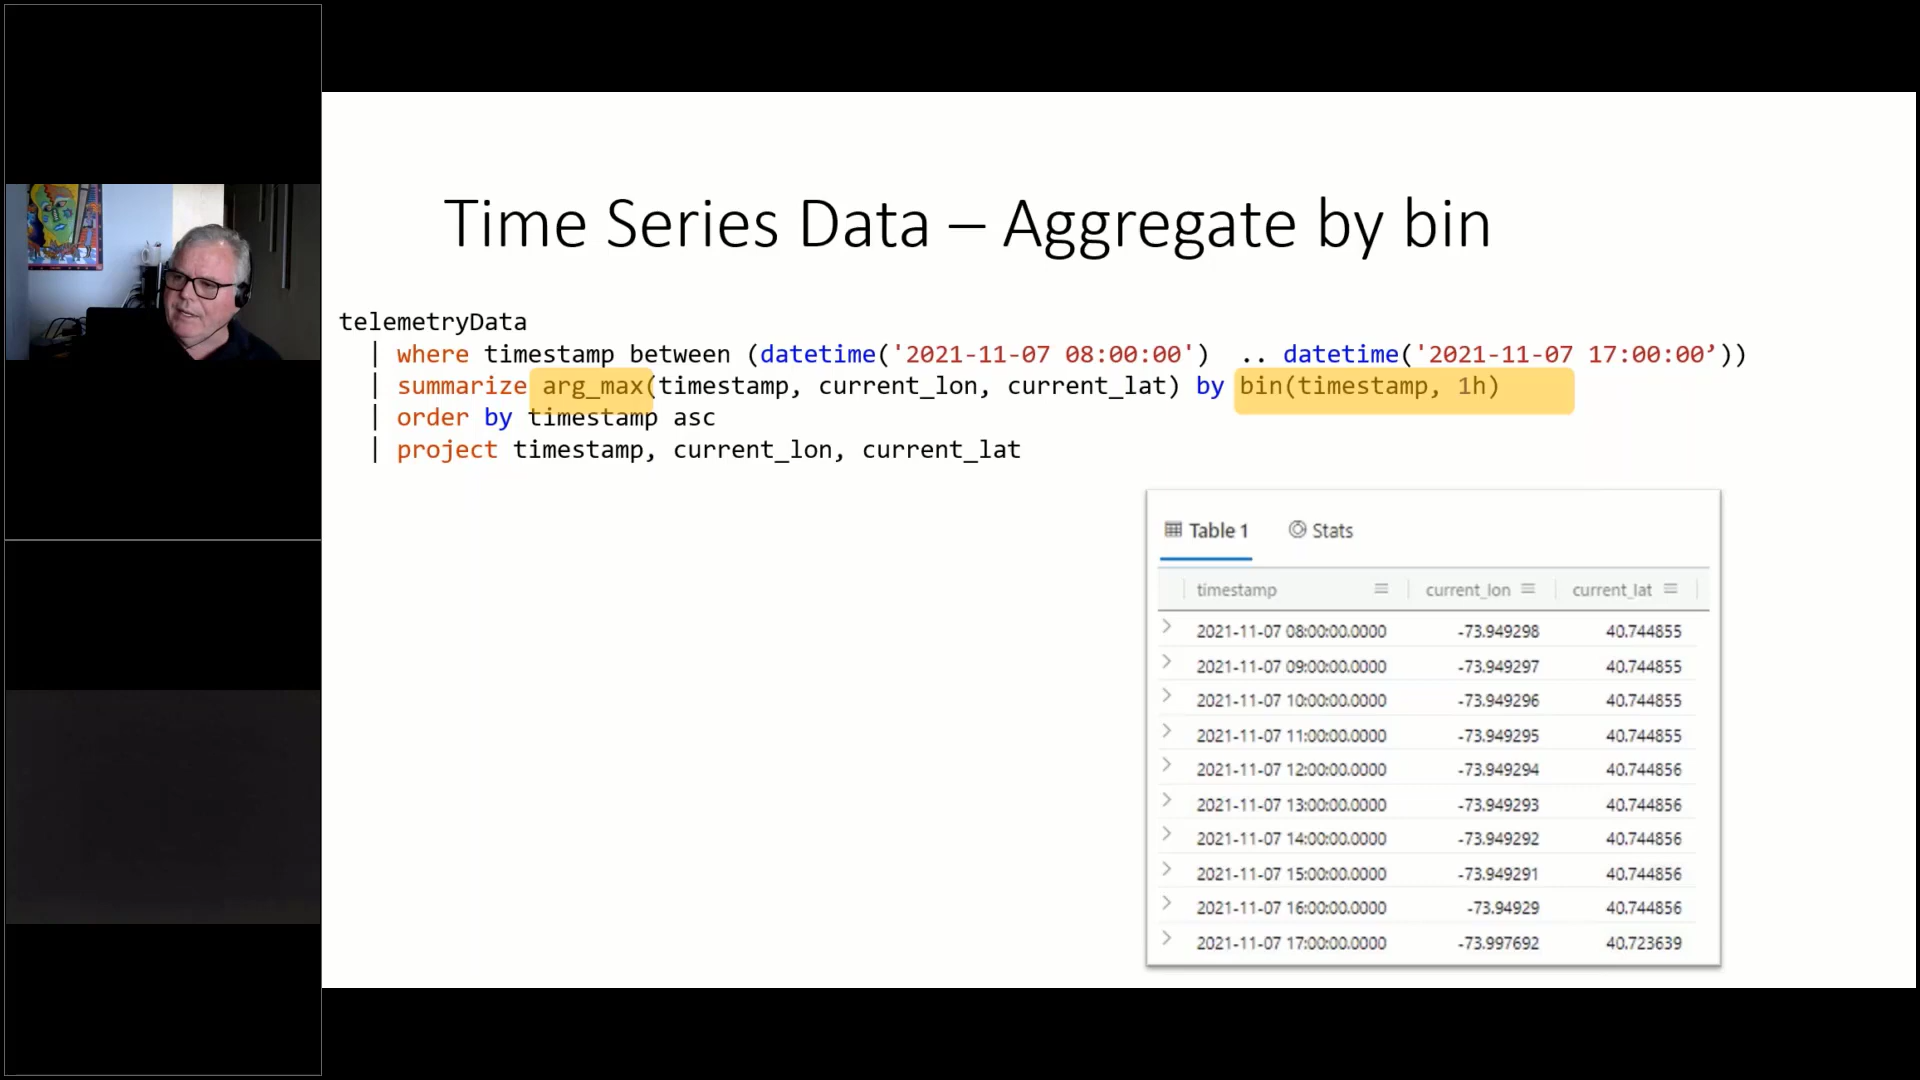 Time Series Data – Aggregate by bin
telemetryData
| where timestamp between (datetime('2021-11-07 08:00:00')  .. datetime('2021-11-07 17:00:00’))
| summarize arg_max(timestamp, current_lon, current_lat) by bin(timestamp, 1h)
| order by timestamp asc
| project timestamp, current_lon, current_lat
Table 1 Stats
timestamp current_lon current_lat
2021-11-07 08:00:00.0000 -73.949298 40.744855
2021-11-07 09:00:00.0000 -73.949297 40.744855
2021-11-07 10:00:00.0000 -73.949296 40.744855
2021-11-07 11:00:00.0000 -73.949295 40.744855
2021-11-07 12:00:00.0000 -73.949294 40.744856
2021-11-07 13:00:00.0000 -73.949293 40.744856
2021-11-07 14:00:00.0000 -73.949292 40.744856
2021-11-07 15:00:00.0000 -73.949291 40.744856
2021-11-07 16:00:00.0000 -73.94929 40.744856
2021-11-07 17:00:00.0000 -73.997692 40.723639